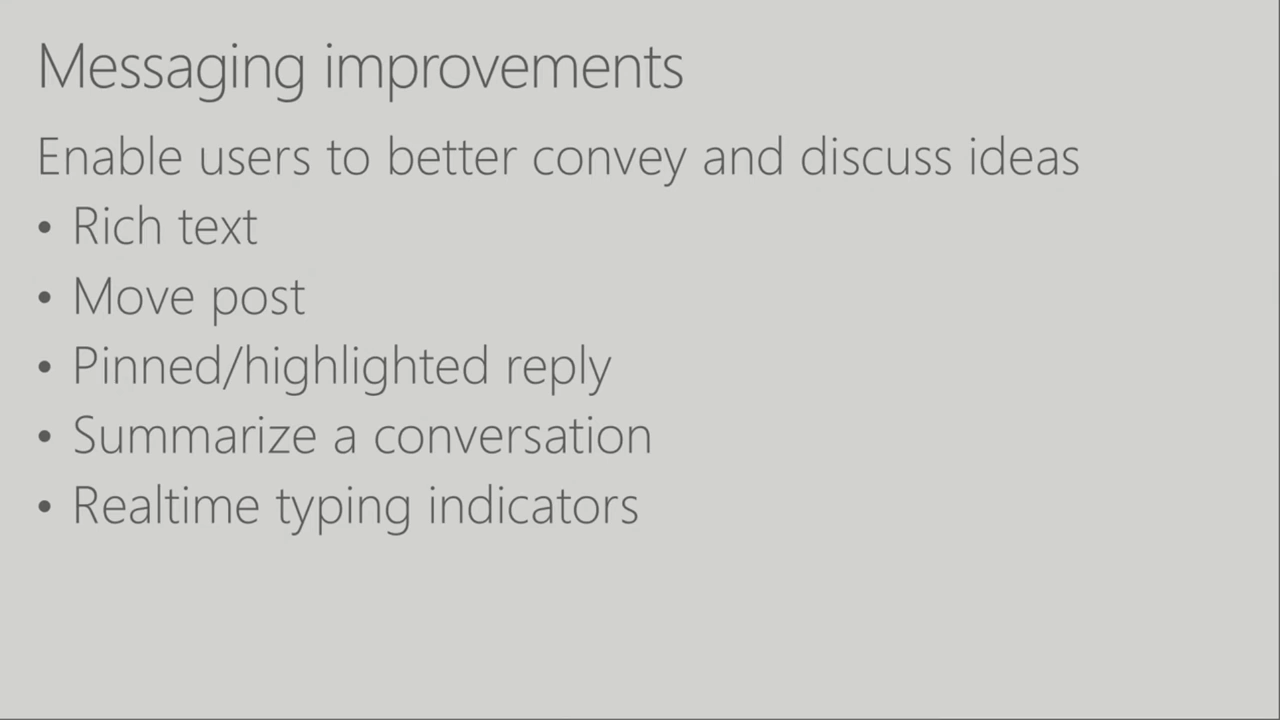 Messaging improvements
Enable users to better convey and discuss ideas
• Rich text
• Move post
• Pinned/highlighted reply
• Summarize a conversation
• Realtime typing indicators